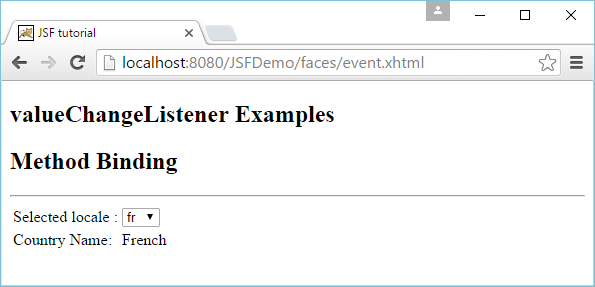 JSF tutorial
localhost:8080/JSFDemo/faces/event.xhtml
valueChangeListener Examples
Method Binding
Selected locale : fr
Country Name: French